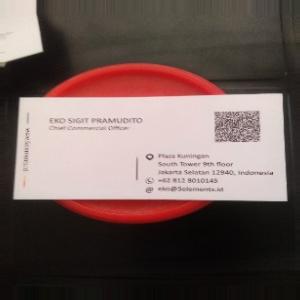 EKO SIGIT PRAMUDITO
Chief Commercial Officer
Plaza Kuningan
South Tower 9th floor
Jakarta Selatan 12940, Indonesia
+62 812 8010145
eko@5elements.id